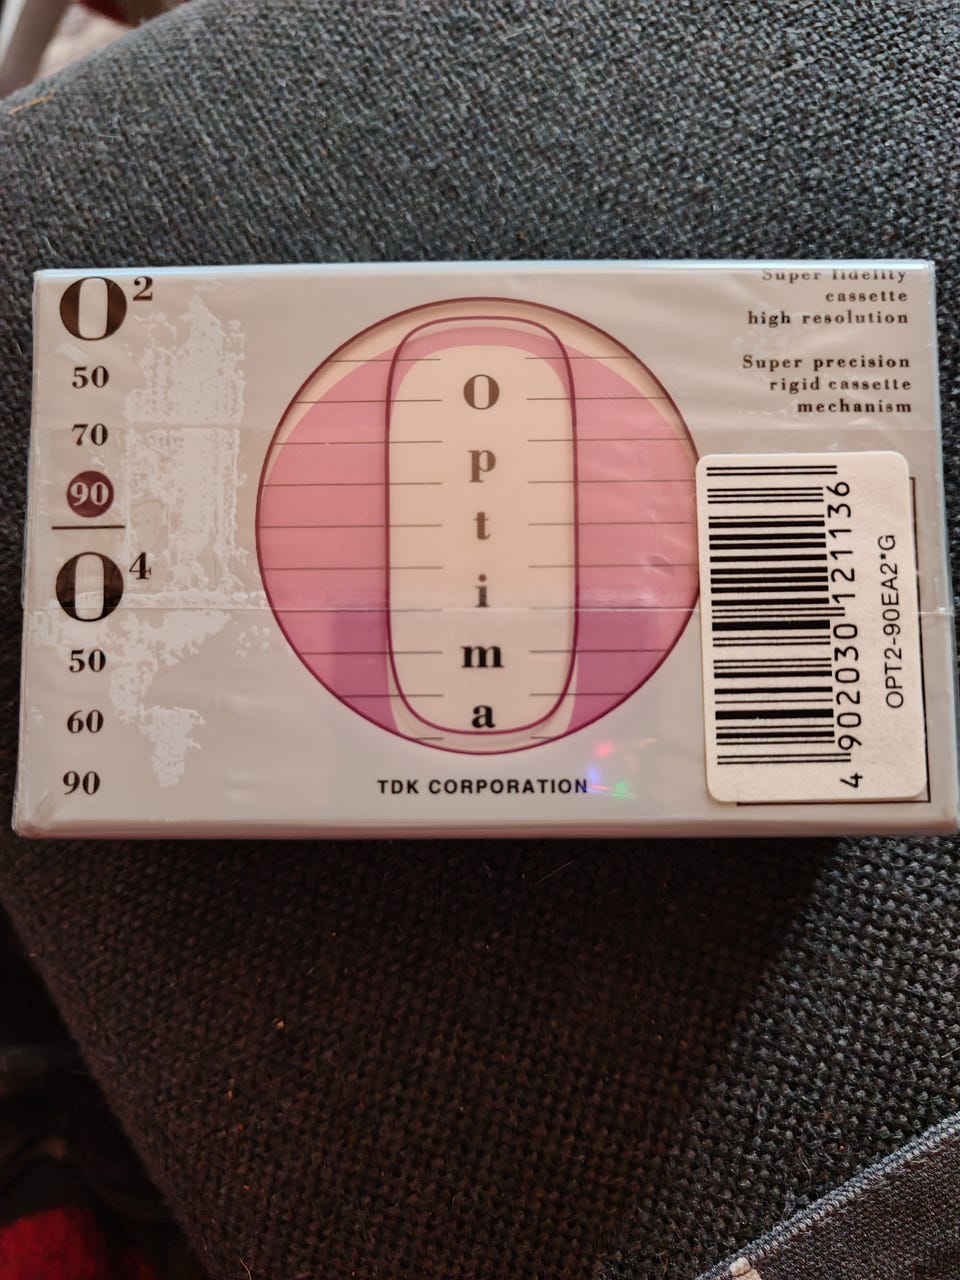 O²
50
70
90
O⁴
50
60
90
Optima
TDK CORPORATION
Super fidelity
cassette
high resolution
Super precision
rigid cassette
mechanism
4 902030 121136
OPT2-90EA2*G